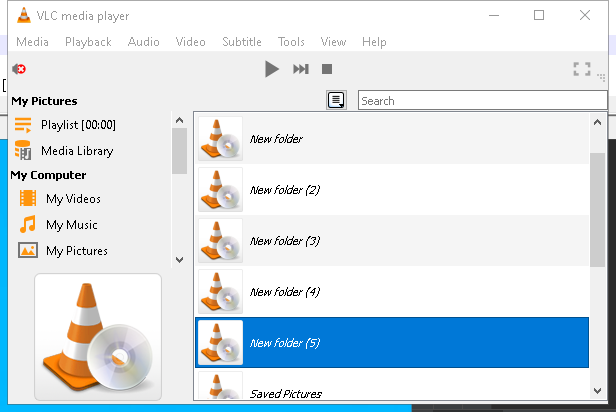 VLC media player
Media Playback Audio Video Subtitle Tools View Help
My Pictures
Search
Playlist [00:00]
Media Library
My Computer
My Videos
My Music
My Pictures
New folder
New folder (2)
New folder (3)
New folder (4)
New folder (5)
Saved Pictures